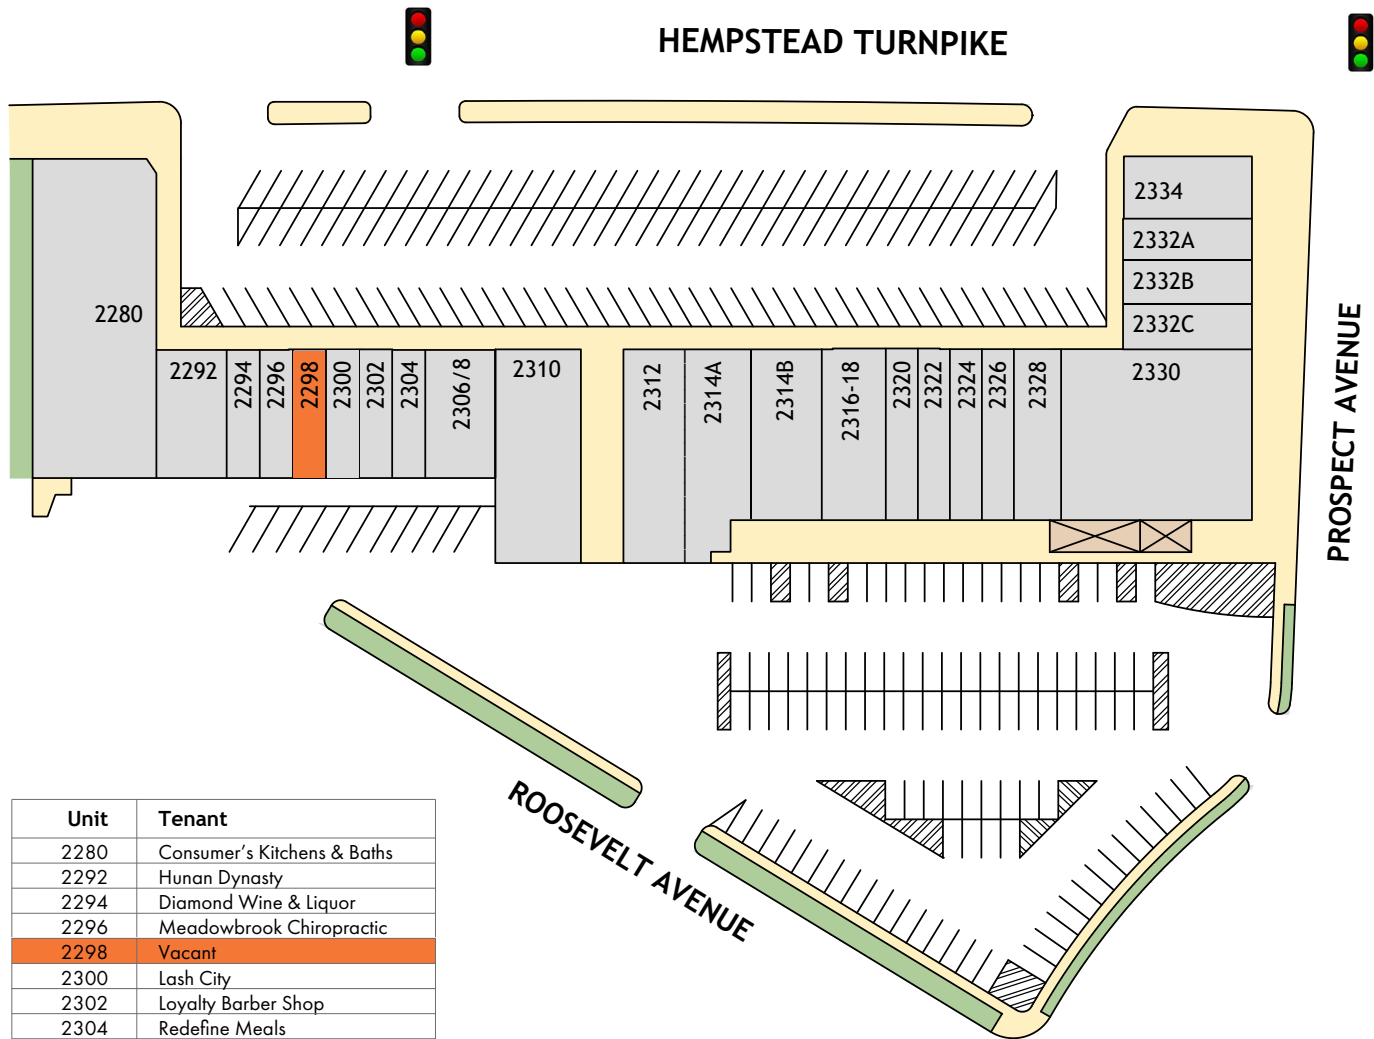 HEMPSTEAD TURNPIKE
2334
2332A
2332B
2332C
2280
2292
2294
2296
2298
2300
2302
2304
2306/8
2310
2312
2314A
2314B
2316-18
2320
2322
2324
2326
2328
2330
PROSPECT AVENUE
ROOSEVELT AVENUE
Unit Tenant
2280 Consumer's Kitchens & Baths
2292 Hunan Dynasty
2294 Diamond Wine & Liquor
2296 Meadowbrook Chiropractic
2298 Vacant
2300 Lash City
2302 Loyalty Barber Shop
2304 Redefine Meals